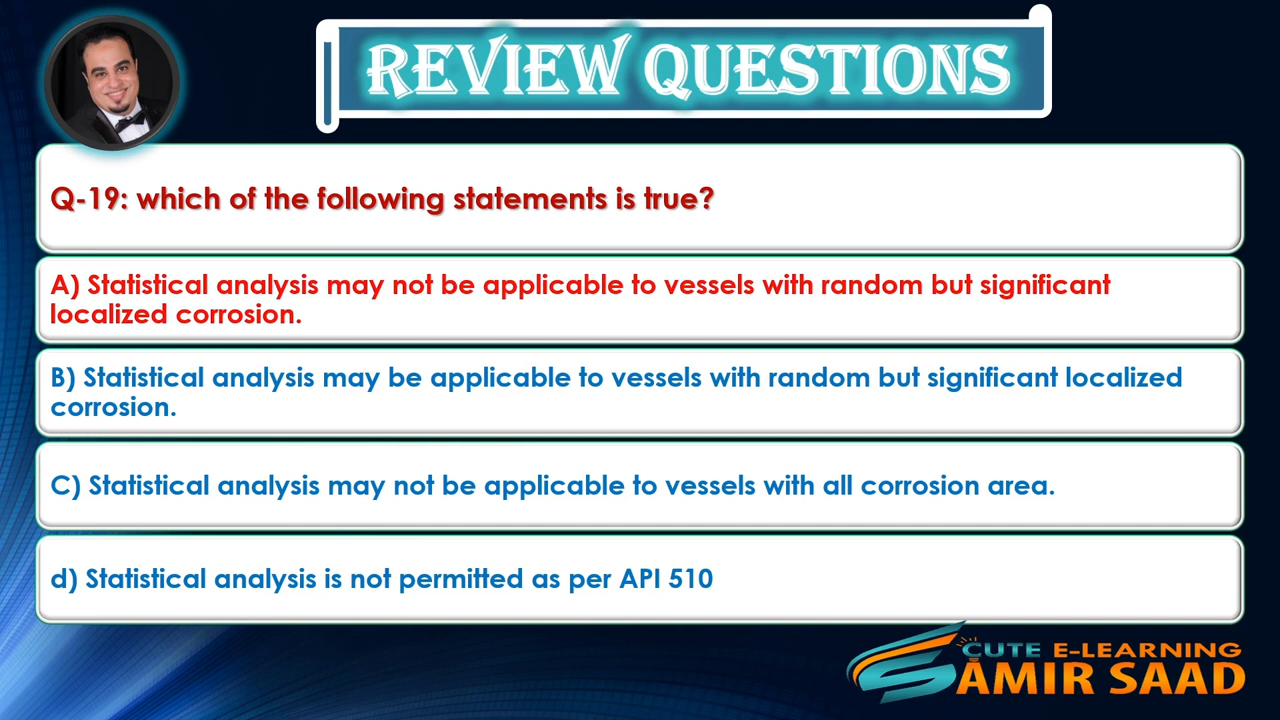 REVIEW QUESTIONS
Q-19: which of the following statements is true?
A) Statistical analysis may not be applicable to vessels with random but significant
localized corrosion.
B) Statistical analysis may be applicable to vessels with random but significant localized
corrosion.
C) Statistical analysis may not be applicable to vessels with all corrosion area.
d) Statistical analysis is not permitted as per API 510
CUTE E-LEARNING
AMIR SAAD